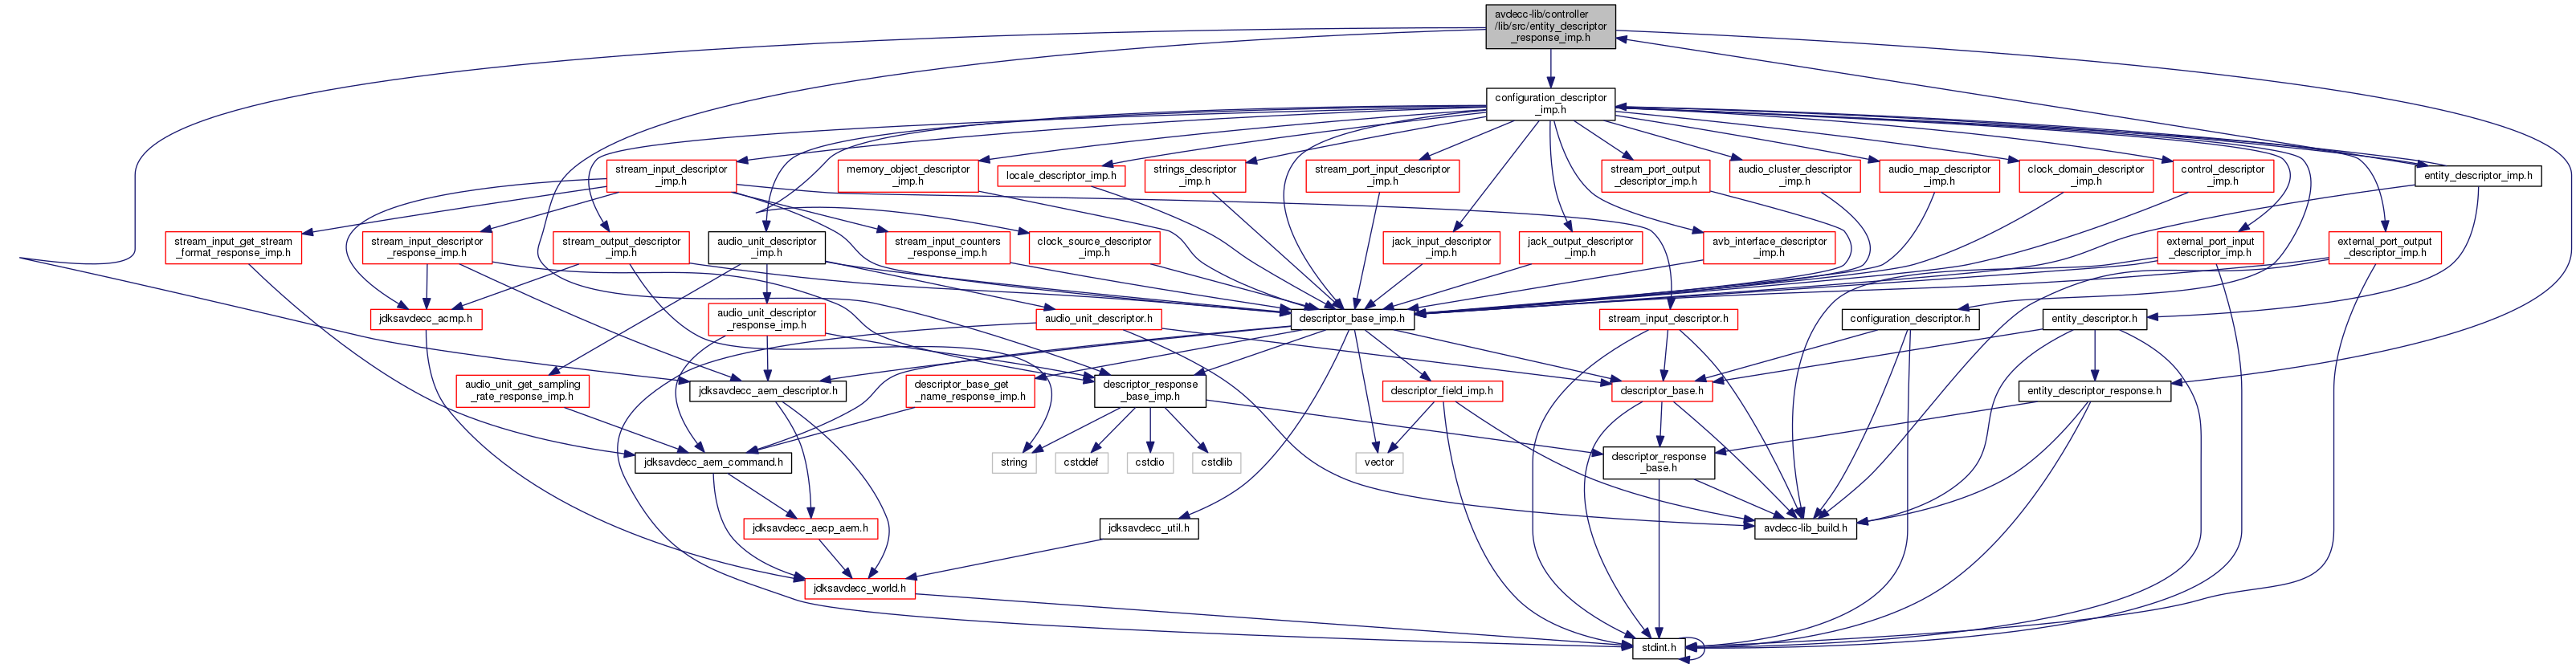 avdecc-lib/controller
/lib/src/entity_descriptor
_response_imp.h
configuration_descriptor
_imp.h
stream_input_descriptor
_imp.h
memory_object_descriptor
_imp.h
locale_descriptor_imp.h
strings_descriptor
_imp.h
stream_port_input_descriptor
_imp.h
stream_port_output
_descriptor_imp.h
audio_cluster_descriptor
_imp.h
audio_map_descriptor
_imp.h
clock_domain_descriptor
_imp.h
control_descriptor
_imp.h
entity_descriptor_imp.h
stream_input_get_stream
_format_response_imp.h
stream_input_descriptor
_response_imp.h
stream_output_descriptor
_imp.h
audio_unit_descriptor
_imp.h
stream_input_counters
_response_imp.h
clock_source_descriptor
_imp.h
jack_input_descriptor
_imp.h
jack_output_descriptor
_imp.h
avb_interface_descriptor
_imp.h
external_port_input
_descriptor_imp.h
external_port_output
_descriptor_imp.h
jdksavdecc_acmp.h
audio_unit_descriptor
_response_imp.h
audio_unit_descriptor.h
descriptor_base_imp.h
stream_input_descriptor.h
configuration_descriptor.h
entity_descriptor.h
audio_unit_get_sampling
_rate_response_imp.h
jdksavdecc_aem_descriptor.h
descriptor_base_get
_name_response_imp.h
descriptor_response
_base_imp.h
descriptor_field_imp.h
descriptor_base.h
entity_descriptor_response.h
jdksavdecc_aem_command.h
string
cstddef
cstdio
cstdlib
vector
descriptor_response
_base.h
jdksavdecc_aecp_aem.h
jdksavdecc_util.h
avdecc-lib_build.h
jdksavdecc_world.h
stdint.h